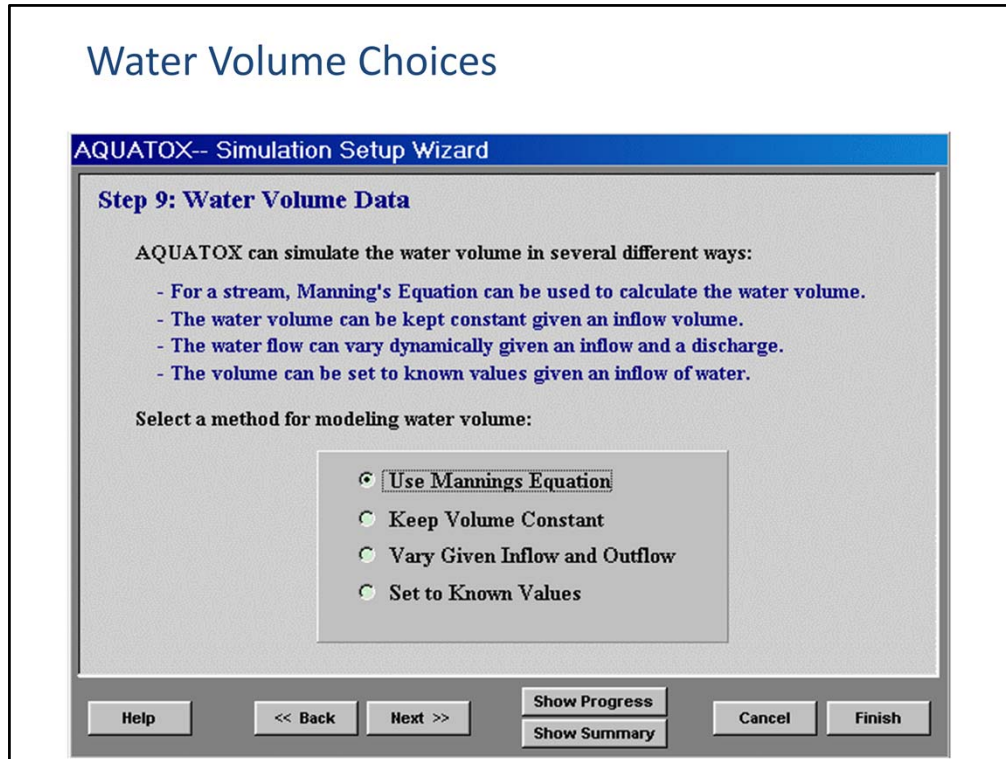 Water Volume Choices
AQUATOX-- Simulation Setup Wizard
Step 9: Water Volume Data
AQUATOX can simulate the water volume in several different ways:
- For a stream, Manning's Equation can be used to calculate the water volume.
- The water volume can be kept constant given an inflow volume.
- The water flow can vary dynamically given an inflow and a discharge.
- The volume can be set to known values given an inflow of water.
Select a method for modeling water volume:
Use Mannings Equation
Keep Volume Constant
Vary Given Inflow and Outflow
Set to Known Values
Help
<< Back
Next >>
Show Progress
Show Summary
Cancel
Finish